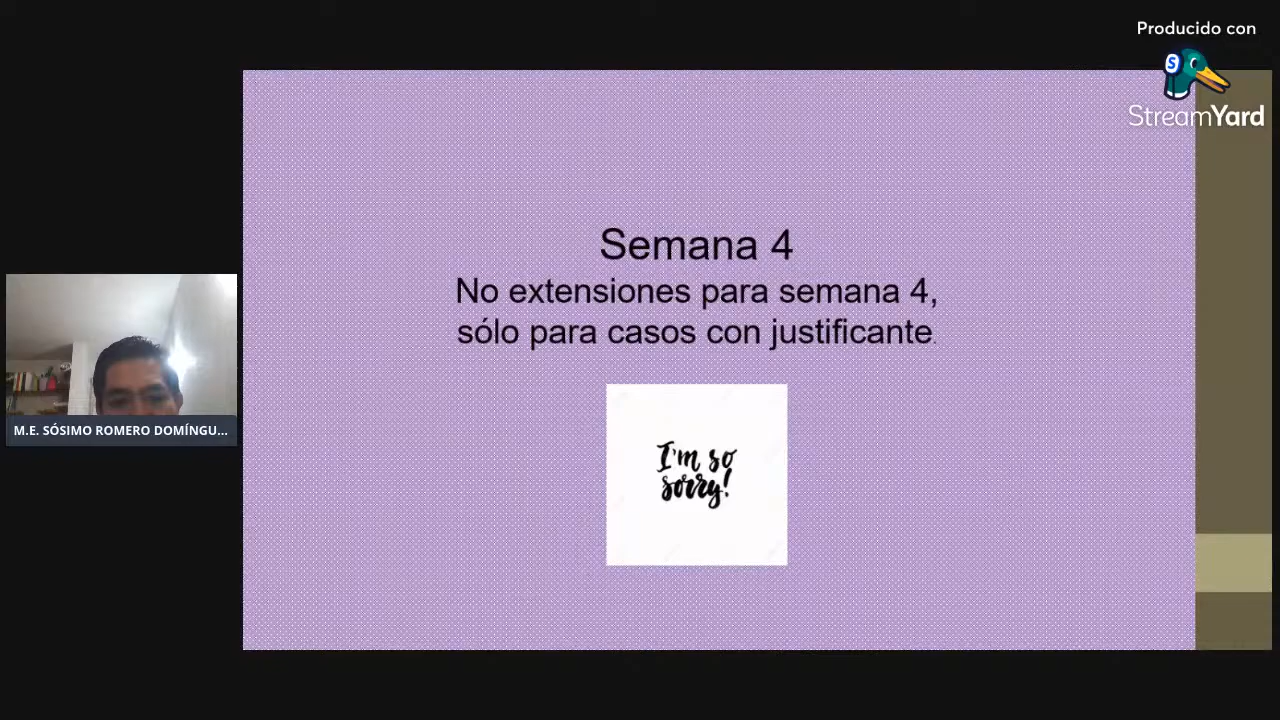 Producido con
StreamYard
Semana 4
No extensiones para semana 4,
sólo para casos con justificante.
I'm so
sorry!
M.E. SÓSIMO ROMERO DOMÍNGU...